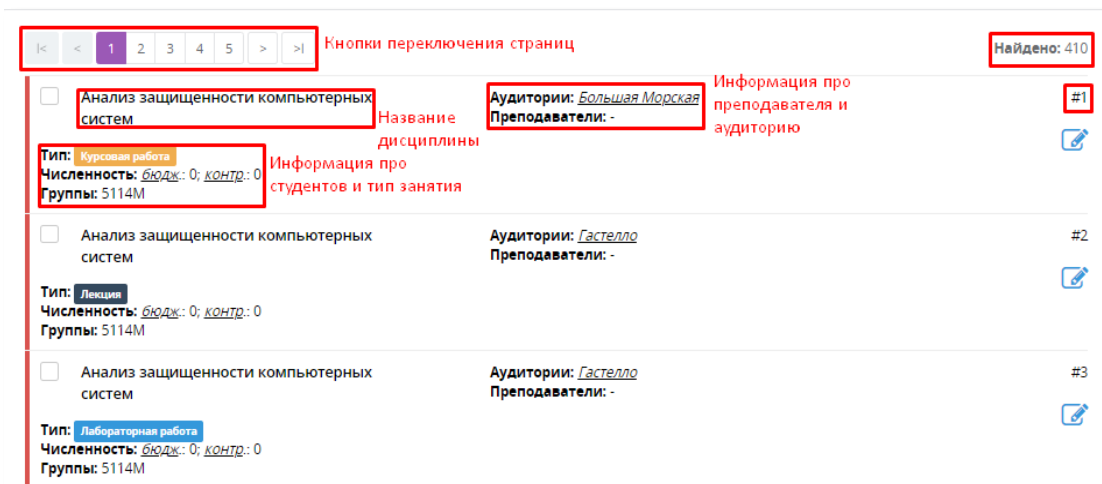 |< < 1 2 3 4 5 > >| Кнопки переключения страниц Найдено: 410
Анализ защищенности компьютерных
систем
Название
дисциплины
Аудитории: Большая Морская
Преподаватели: -
Информация про
преподавателя и
аудиторию
#1
Тип: Курсовая работа
Численность: бюдж.: 0; контр.: 0
Группы: 5114М
Информация про
студентов и тип занятия
Анализ защищенности компьютерных
систем
Аудитории: Гастелло
Преподаватели: -
#2
Тип: Лекция
Численность: бюдж.: 0; контр.: 0
Группы: 5114М
Анализ защищенности компьютерных
систем
Аудитории: Гастелло
Преподаватели: -
#3
Тип: Лабораторная работа
Численность: бюдж.: 0; контр.: 0
Группы: 5114М